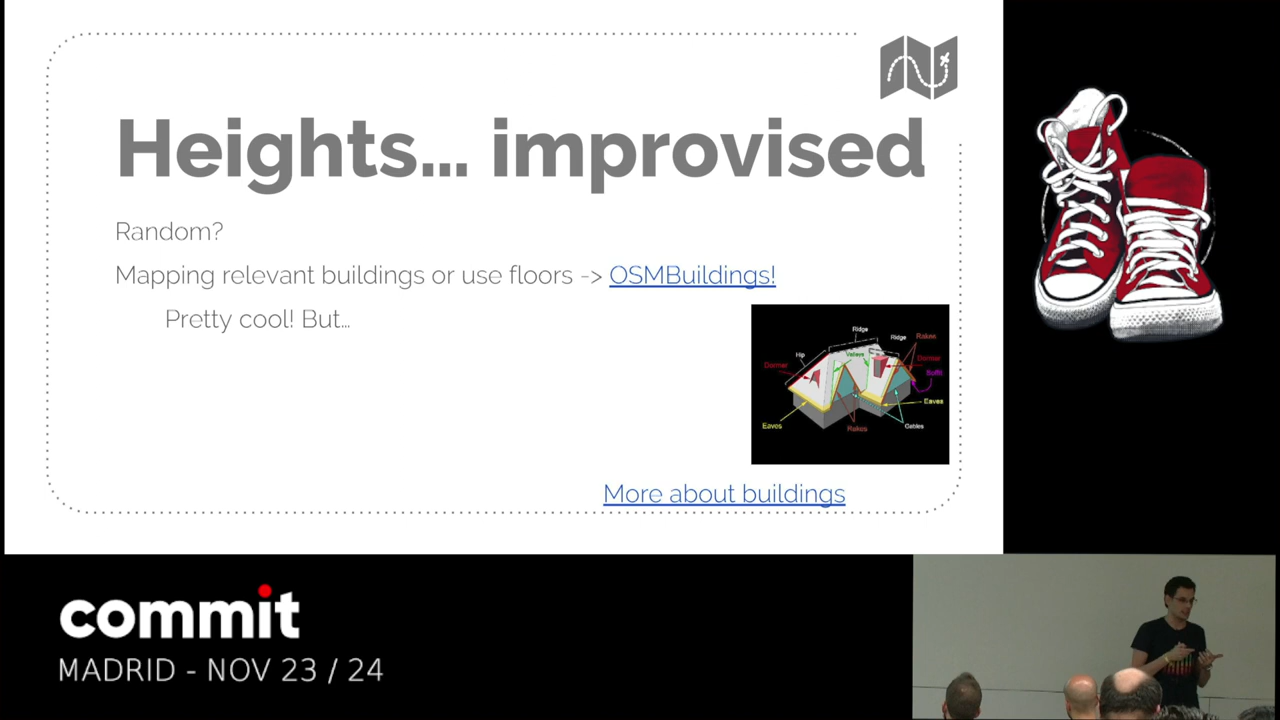 Heights... improvised
Random?
Mapping relevant buildings or use floors -> OSMBuildings!
Pretty cool! But...
Ridge
Ridge
Rakes
Hip
Valleys
Dormer
Dormer
Soffit
Eaves
Eaves
Rakes
Gables
More about buildings
commit
MADRID - NOV 23 / 24